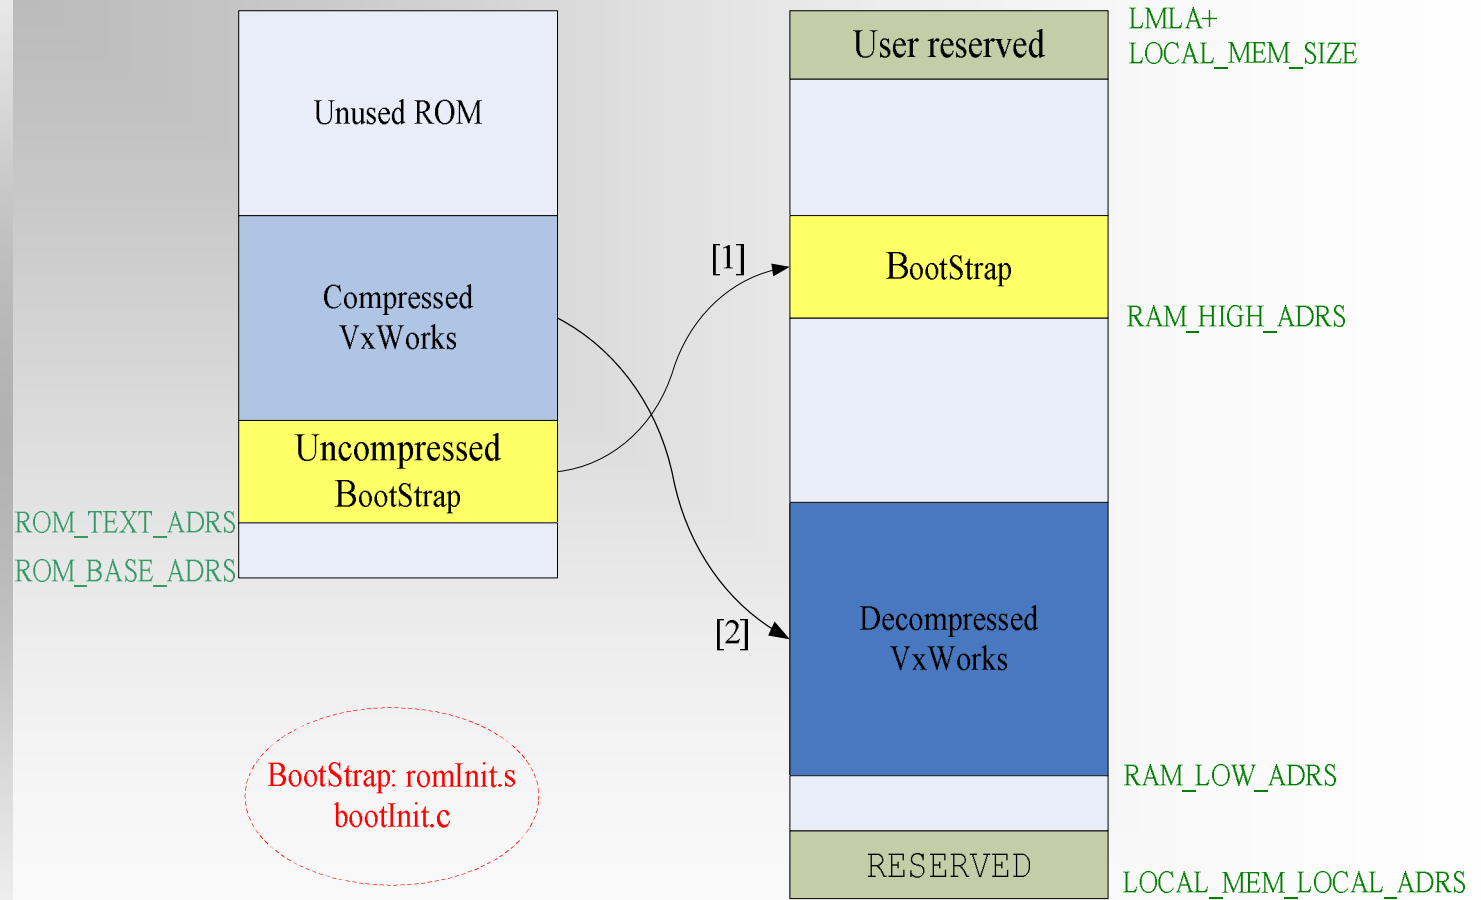 Unused ROM
Compressed
VxWorks
Uncompressed
BootStrap
ROM_TEXT_ADRS
ROM_BASE_ADRS
BootStrap: romInit.s
bootInit.c
[1]
[2]
User reserved
BootStrap
Decompressed
VxWorks
RESERVED
LMLA+
LOCAL_MEM_SIZE
RAM_HIGH_ADRS
RAM_LOW_ADRS
LOCAL_MEM_LOCAL_ADRS